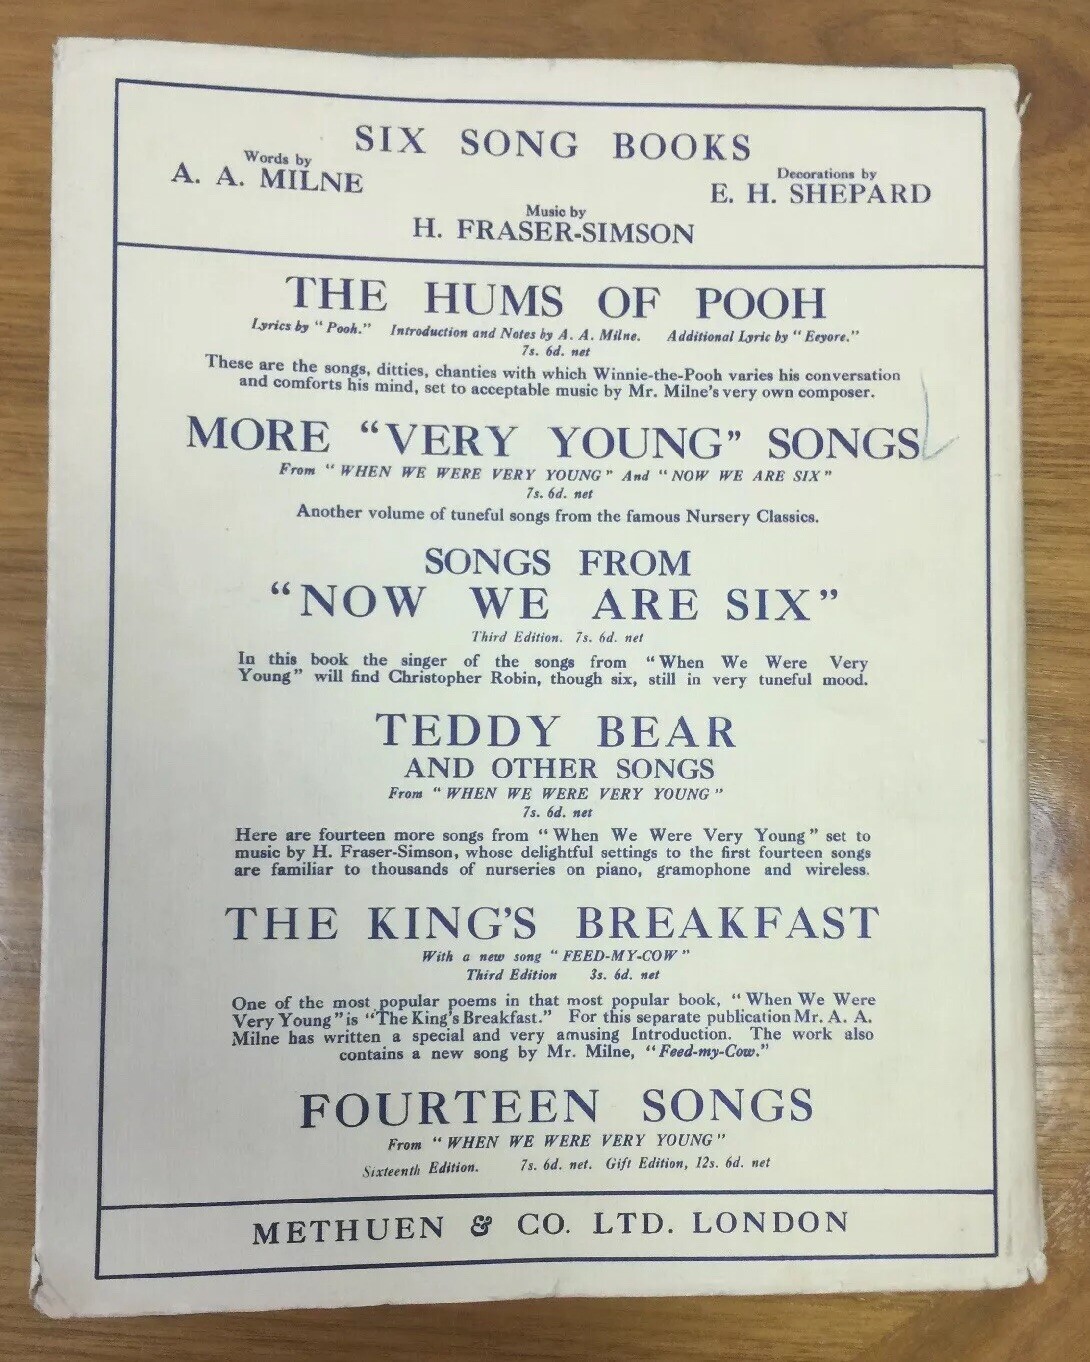 SIX SONG BOOKS
Words by
A. A. MILNE
Decorations by
E. H. SHEPARD
Music by
H. FRASER-SIMSON
THE HUMS OF POOH
Lyrics by "Pooh." Introduction and Notes by A. A. Milne. Additional Lyric by "Eeyore."
7s. 6d. net
These are the songs, ditties, chanties with which Winnie-the-Pooh varies his conversation
and comforts his mind, set to acceptable music by Mr. Milne's very own composer.
MORE "VERY YOUNG" SONGS
From "WHEN WE WERE VERY YOUNG" And "NOW WE ARE SIX"
7s. 6d. net
Another volume of tuneful songs from the famous Nursery Classics.
SONGS FROM
"NOW WE ARE SIX"
Third Edition. 7s. 6d. net
In this book the singer of the songs from "When We Were Very
Young" will find Christopher Robin, though six, still in very tuneful mood.
TEDDY BEAR
AND OTHER SONGS
From "WHEN WE WERE VERY YOUNG"
7s. 6d. net
Here are fourteen more songs from "When We Were Very Young" set to
music by H. Fraser-Simson, whose delightful settings to the first fourteen songs
are familiar to thousands of nurseries on piano, gramophone and wireless.
THE KING'S BREAKFAST
With a new song "FEED-MY-COW"
Third Edition 3s. 6d. net
One of the most popular poems in that most popular book, "When We Were
Very Young" is "The King's Breakfast." For this separate publication Mr. A. A.
Milne has written a special and very amusing Introduction. The work also
contains a new song by Mr. Milne, "Feed-my-Cow."
FOURTEEN SONGS
From "WHEN WE WERE VERY YOUNG"
Sixteenth Edition. 7s. 6d. net. Gift Edition, 12s. 6d. net
METHUEN & CO. LTD. LONDON